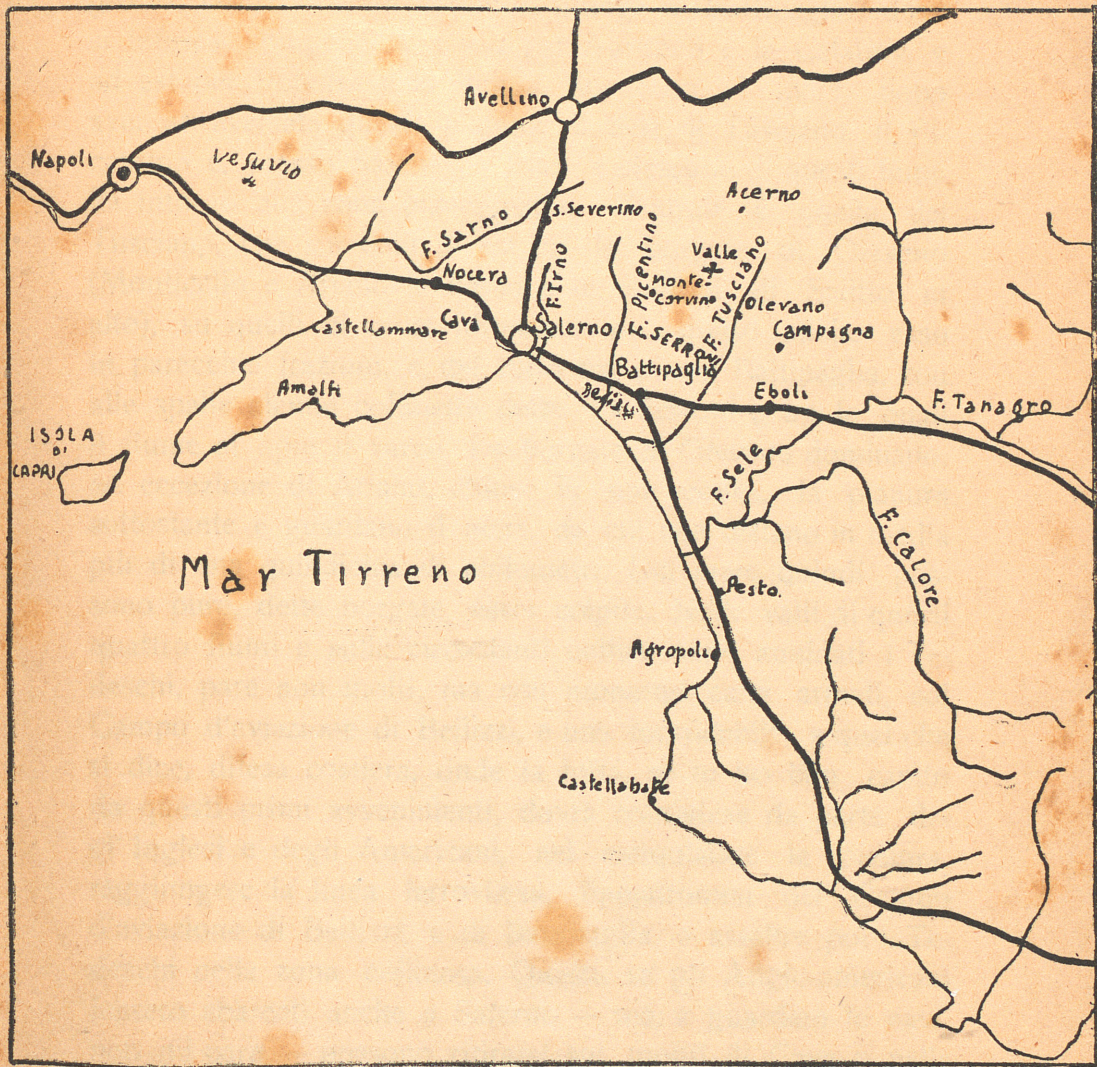 Avellino
Napoli
Vesuvio
Acerno
S. Severino
F. Sarno
F. Picentino
Valle
Monte-
Corvino
F. Tusciano
Nocera
F. Irno
Olevano
Castellammare
Cava
Salerno
F. SERRONI
Campagna
Battipaglia
Amalfi
Eboli
F. Tanagro
ISOLA
DI
CAPRI
F. Sele
F. Calore
Mar Tirreno
Pesto.
Agropoli
Castellabate